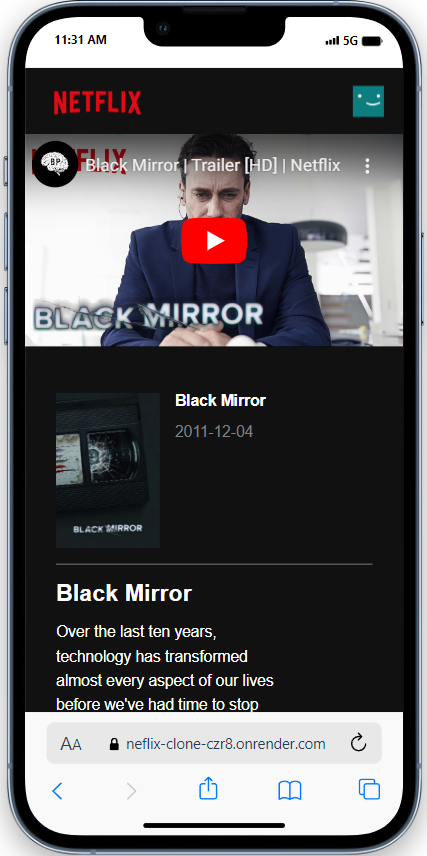 11:31 AM
5G
NETFLIX
BP
Black Mirror | Trailer [HD] | Netflix
BLACK MIRROR
Black Mirror
2011-12-04
BLACK MIRROR
Black Mirror
Over the last ten years,
technology has transformed
almost every aspect of our lives
before we've had time to stop
AA
neflix-clone-czr8.onrender.com